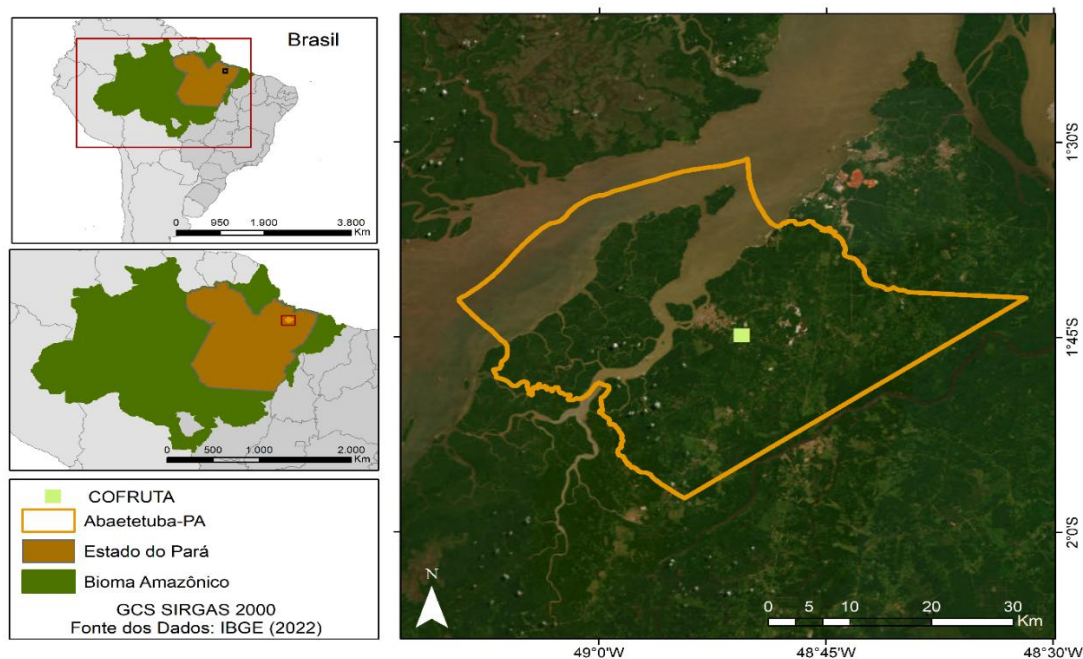 Brasil
0 950 1.900 3.800
Km
0 500 1.000 2.000
Km
COFRUTA
Abaetetuba-PA
Estado do Pará
Bioma Amazônico
GCS SIRGAS 2000
Fonte dos Dados: IBGE (2022)
1°30'S
1°45'S
2°0'S
N
0 5 10 20 30
Km
49°0'W 48°45'W 48°30'W